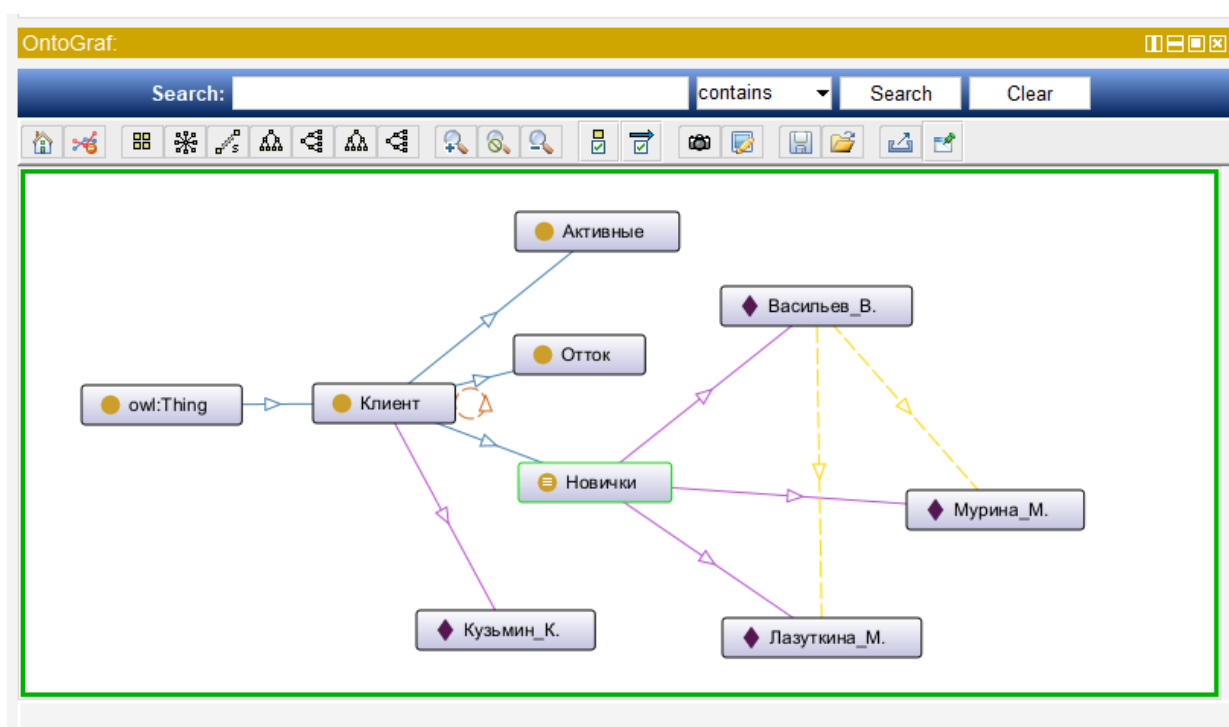 OntoGraf:
Search:
contains
Search
Clear
Активные
Васильев_В.
Отток
owl:Thing
Клиент
Новички
Мурина_М.
Кузьмин_К.
Лазуткина_М.